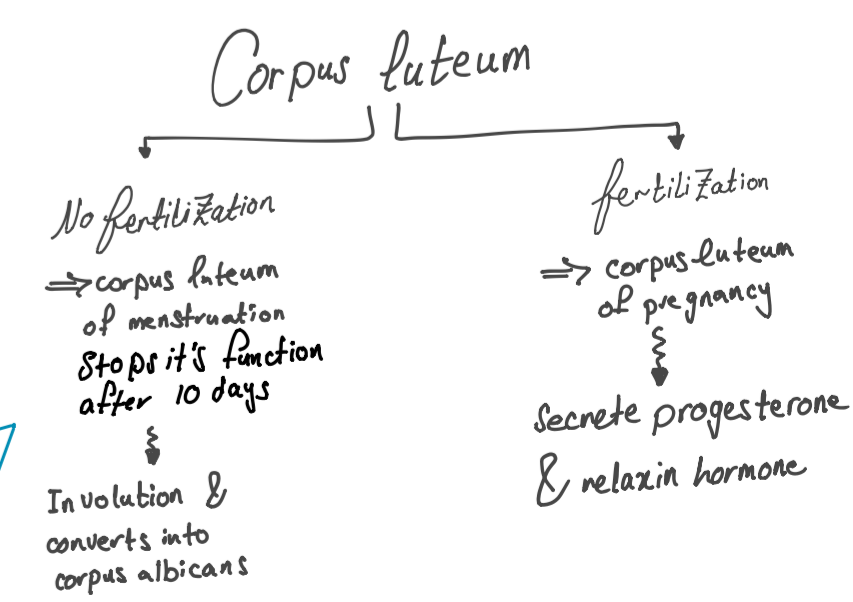 Corpus luteum
No fertilization
⇒ corpus luteum
of menstruation
Stops it's function
after 10 days
Involution &
converts into
corpus albicans
fertilization
⇒ corpus luteum
of pregnancy
Secrete progesterone
& relaxin hormone